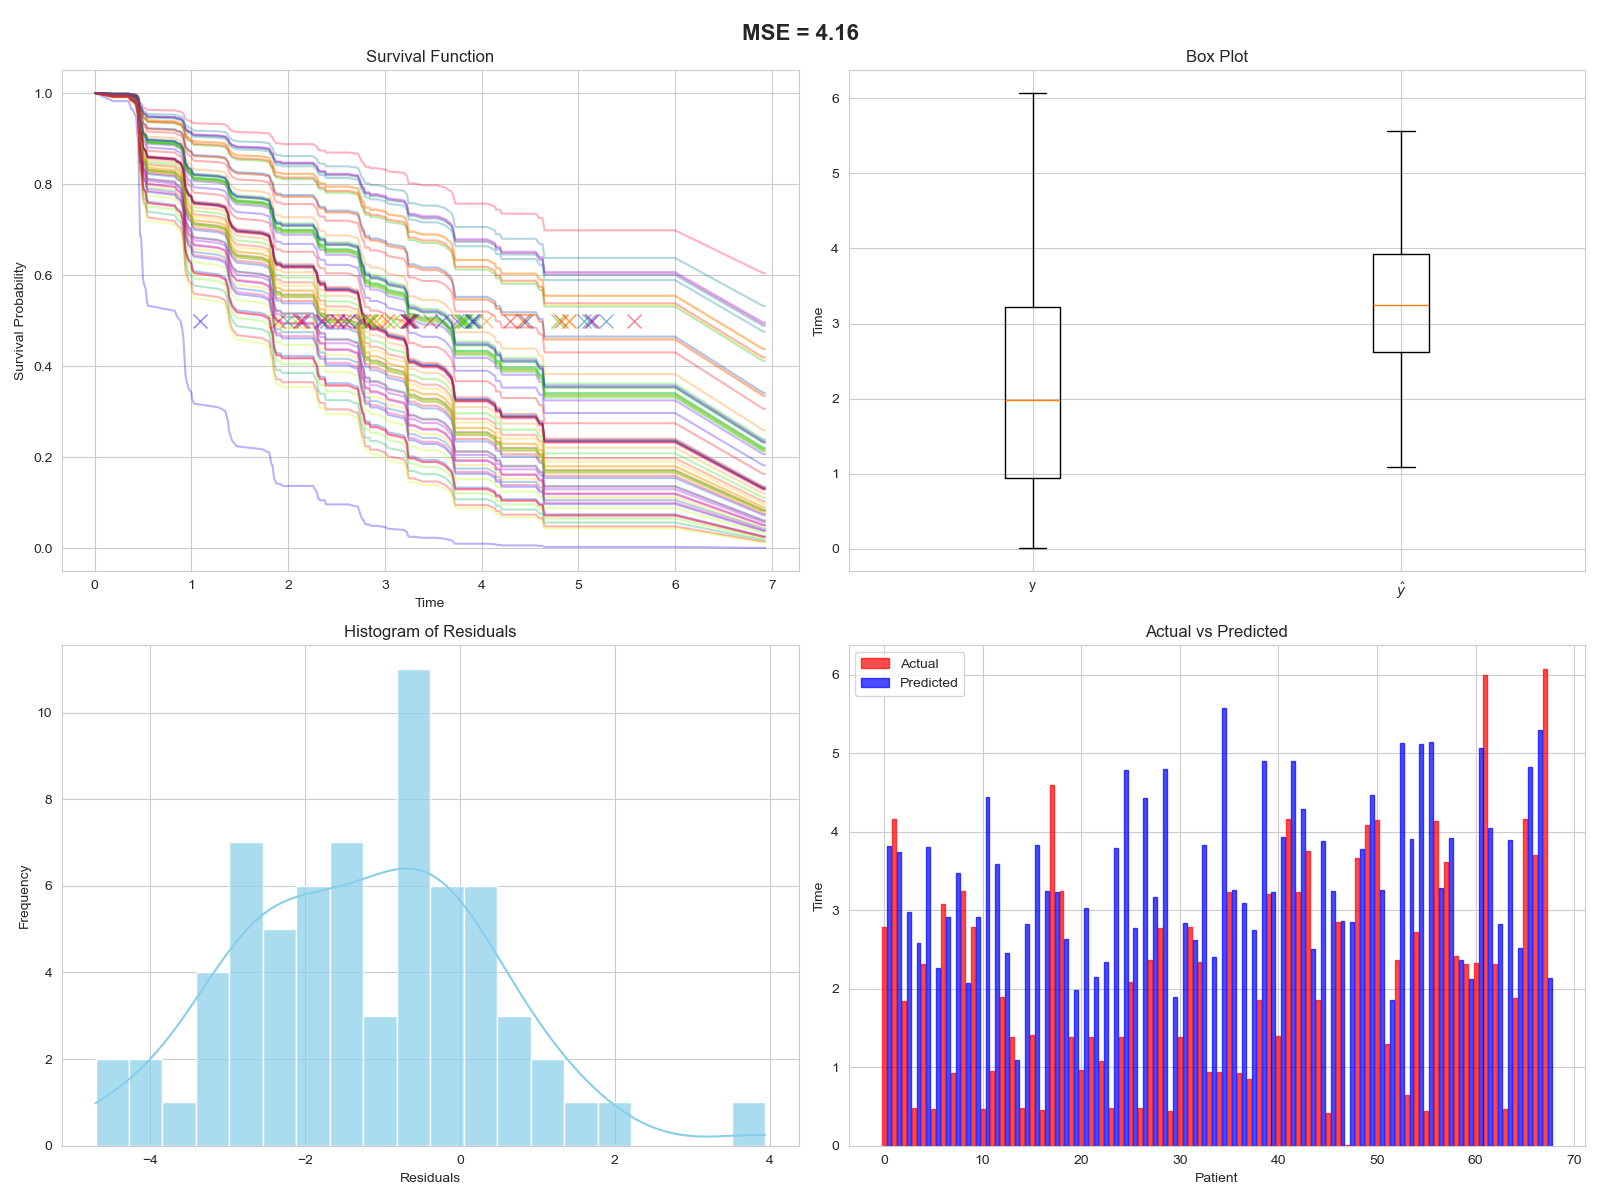 MSE = 4.16
Survival Function
Survival Probability
1.0
0.8
0.6
0.4
0.2
0.0
0 1 2 3 4 5 6 7
Time
Box Plot
Time
6
5
4
3
2
1
0
y ŷ
Histogram of Residuals
Frequency
10
8
6
4
2
0
−4 −2 0 2 4
Residuals
Actual vs Predicted
Actual
Predicted
Time
6
5
4
3
2
1
0
0 10 20 30 40 50 60 70
Patient